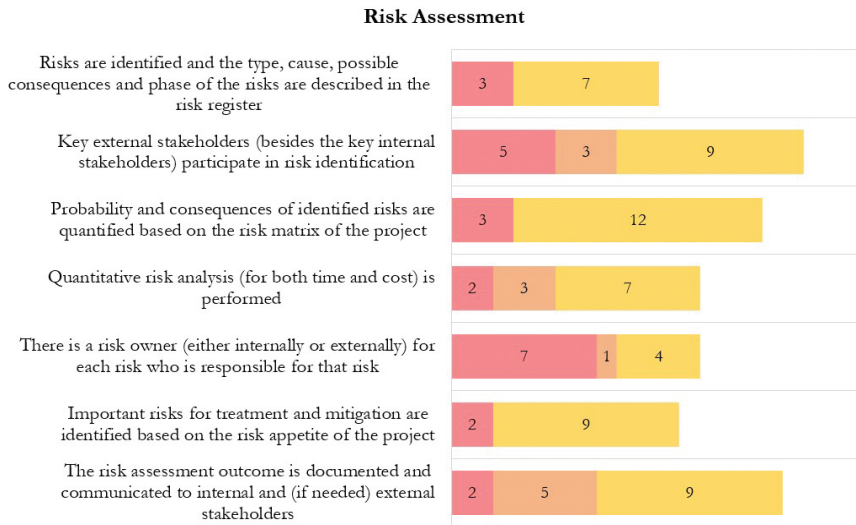 Risk Assessment
Risks are identified and the type, cause, possible
consequences and phase of the risks are described in the
risk register
3 7
Key external stakeholders (besides the key internal
stakeholders) participate in risk identification
5 3 9
Probability and consequences of identified risks are
quantified based on the risk matrix of the project
3 12
Quantitative risk analysis (for both time and cost) is
performed
2 3 7
There is a risk owner (either internally or externally) for
each risk who is responsible for that risk
7 1 4
Important risks for treatment and mitigation are
identified based on the risk appetite of the project
2 9
The risk assessment outcome is documented and
communicated to internal and (if needed) external
stakeholders
2 5 9